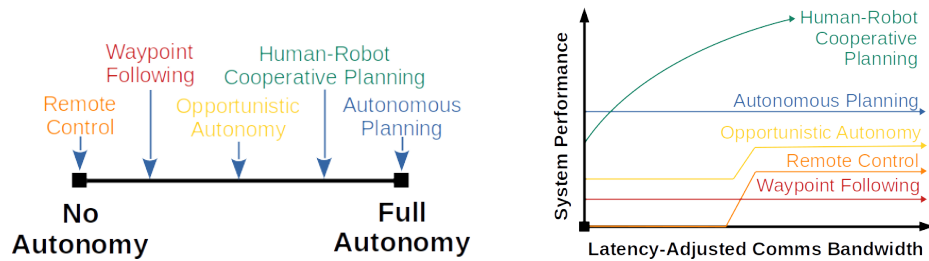 Remote
Control
Waypoint
Following
Opportunistic
Autonomy
Human-Robot
Cooperative Planning
Autonomous
Planning
No
Autonomy
Full
Autonomy
System Performance
Human-Robot
Cooperative
Planning
Autonomous Planning
Opportunistic Autonomy
Remote Control
Waypoint Following
Latency-Adjusted Comms Bandwidth